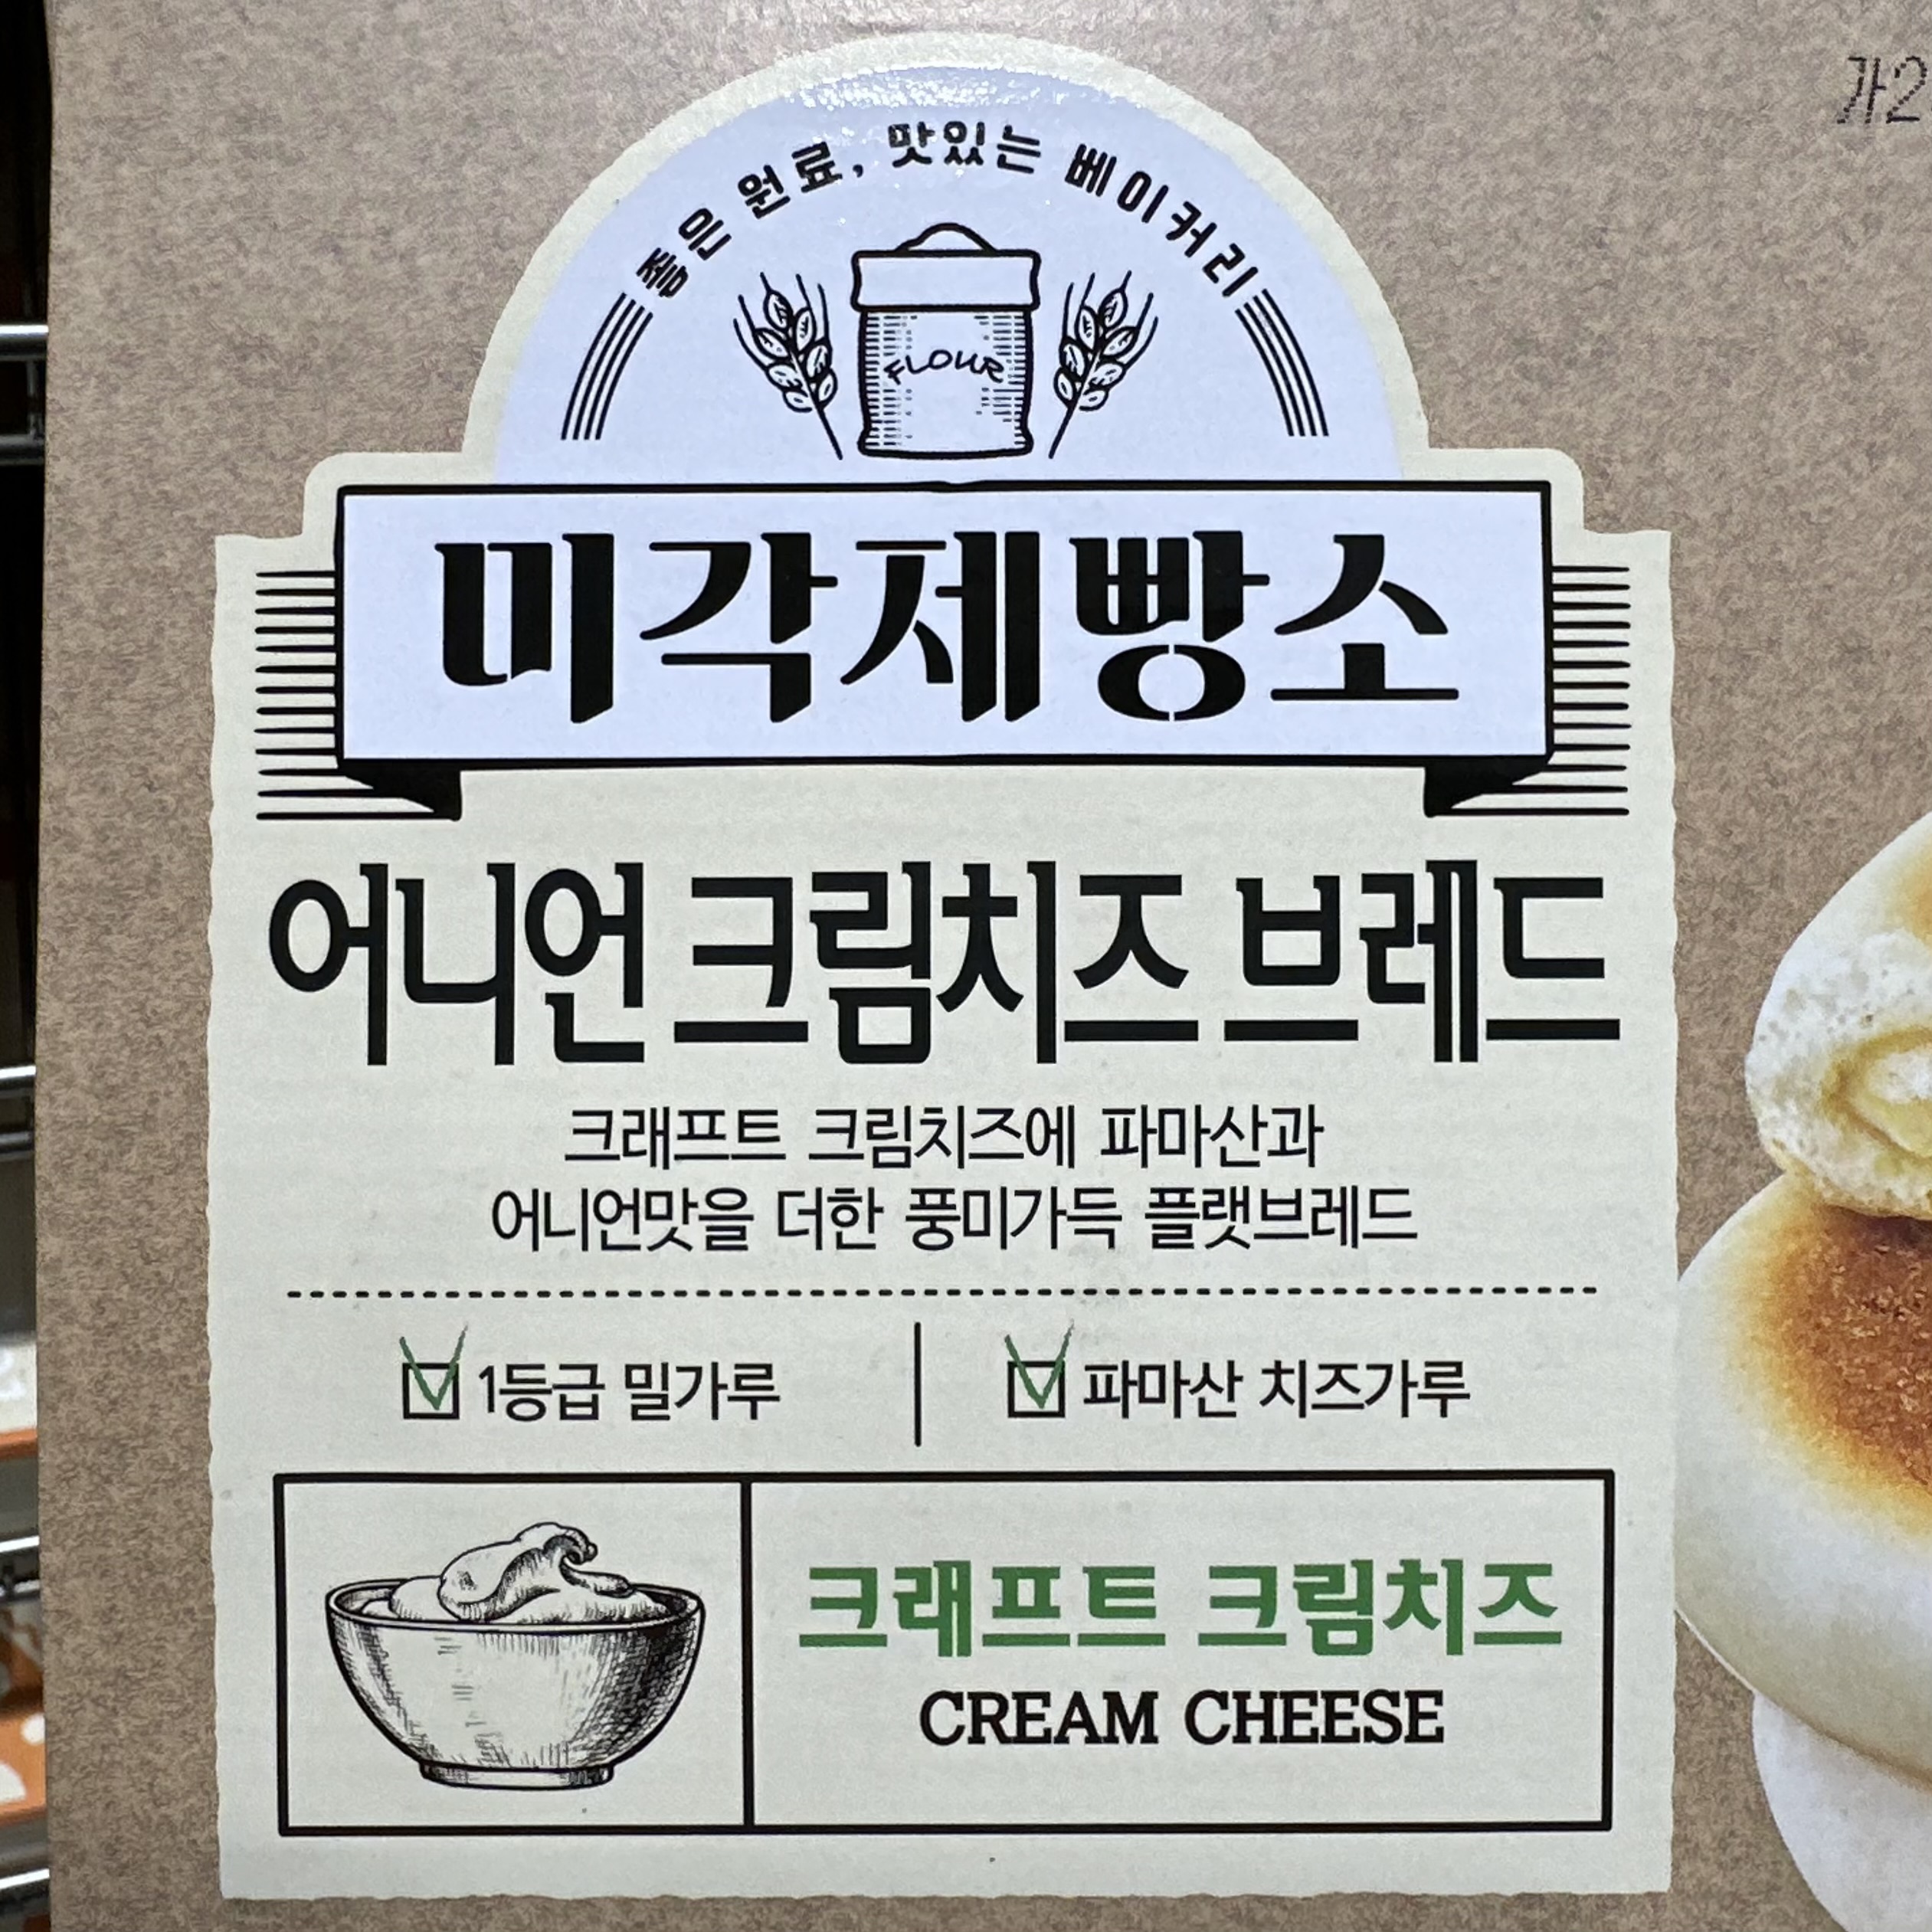 가2
좋은 원료, 맛있는 베이커리
FLOUR
미각제빵소
어니언 크림치즈 브레드
크래프트 크림치즈에 파마산과
어니언맛을 더한 풍미가득 플랫브레드
1등급 밀가루
파마산 치즈가루
크래프트 크림치즈
CREAM CHEESE